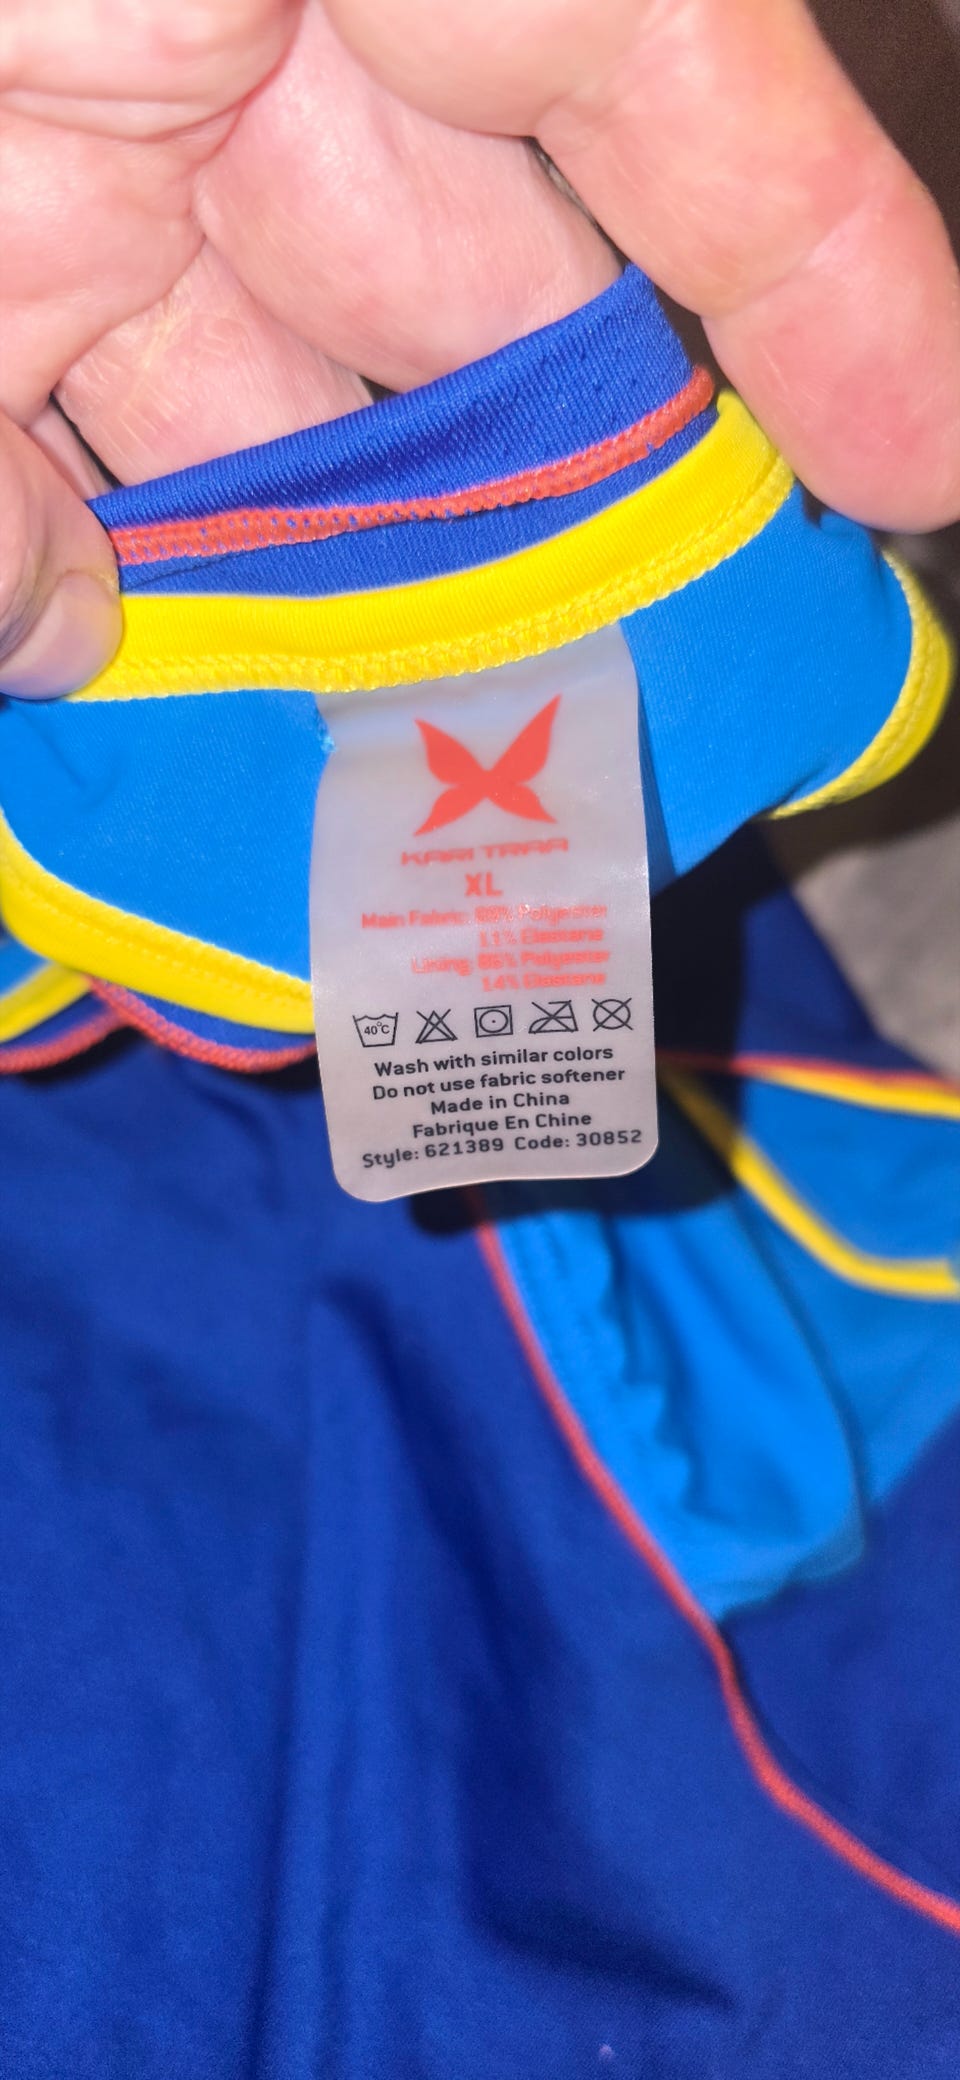 KARI TRAA
XL
Main Fabric: 89% Polyester
11% Elastane
Lining: 86% Polyester
14% Elastane
40°C
Wash with similar colors
Do not use fabric softener
Made in China
Fabrique En Chine
Style: 621389 Code: 30852